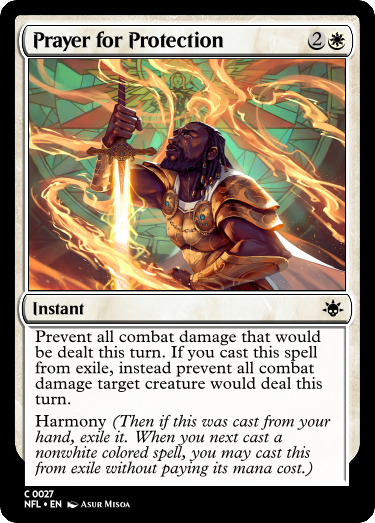 Prayer for Protection 2
Instant
Prevent all combat damage that would
be dealt this turn. If you cast this spell
from exile, instead prevent all combat
damage target creature would deal this
turn.
Harmony (Then if this was cast from your
hand, exile it. When you next cast a
nonwhite colored spell, you may cast this
from exile without paying its mana cost.)
C 0027
NFL • EN Asur Misoa